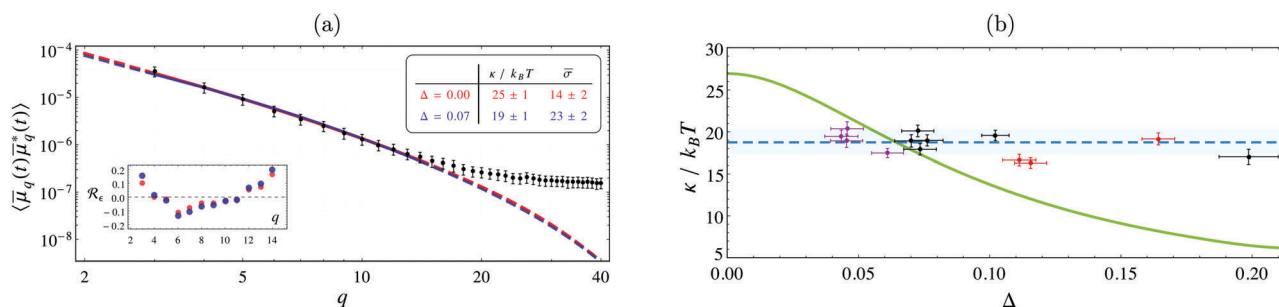 (a)
10⁻⁴
10⁻⁵
10⁻⁶
10⁻⁷
10⁻⁸
⟨μ̅_q(t) μ̅*_q(t)⟩
κ / k_B T σ̅
Δ = 0.00 25 ± 1 14 ± 2
Δ = 0.07 19 ± 1 23 ± 2
0.2
0.1
0.0
−0.1
−0.2
ℛ_ϵ
q
2 4 6 8 10 12 14
2 5 10 20 40
q
(b)
30
25
20
15
10
5
κ / k_B T
0.00 0.05 0.10 0.15 0.20
Δ